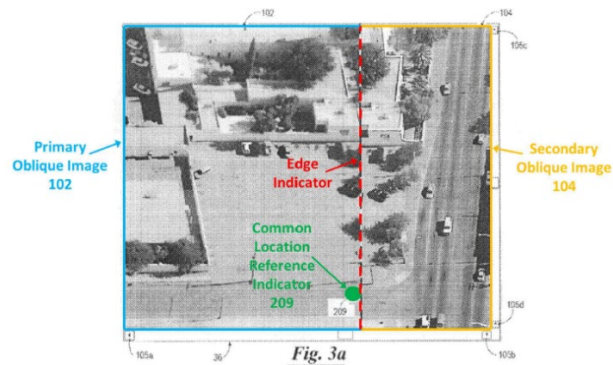 102
104
105c
Primary
Oblique Image
102
Edge
Indicator
Secondary
Oblique Image
104
Common
Location
Reference
Indicator
209
209
105d
105a
36
Fig. 3a
105b